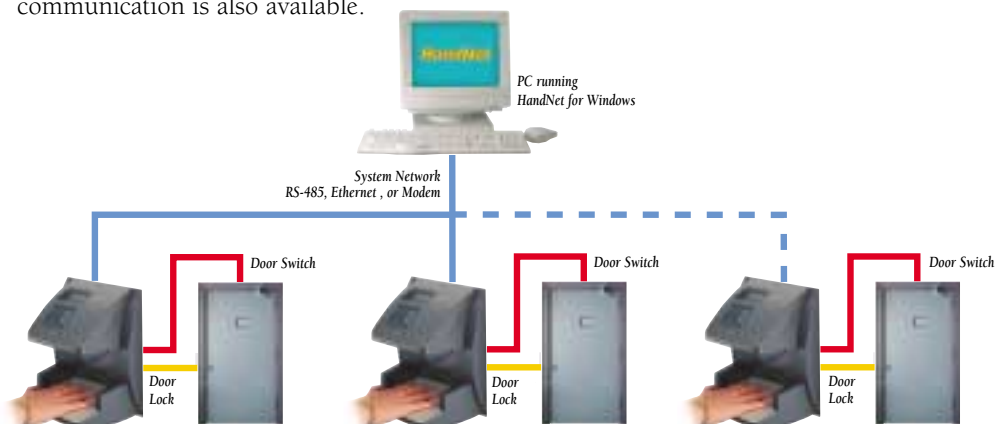 communication is also available.
HandNet
PC running
HandNet for Windows
System Network
RS-485, Ethernet , or Modem
Door Switch
Door Switch
Door Switch
Door
Lock
Door
Lock
Door
Lock